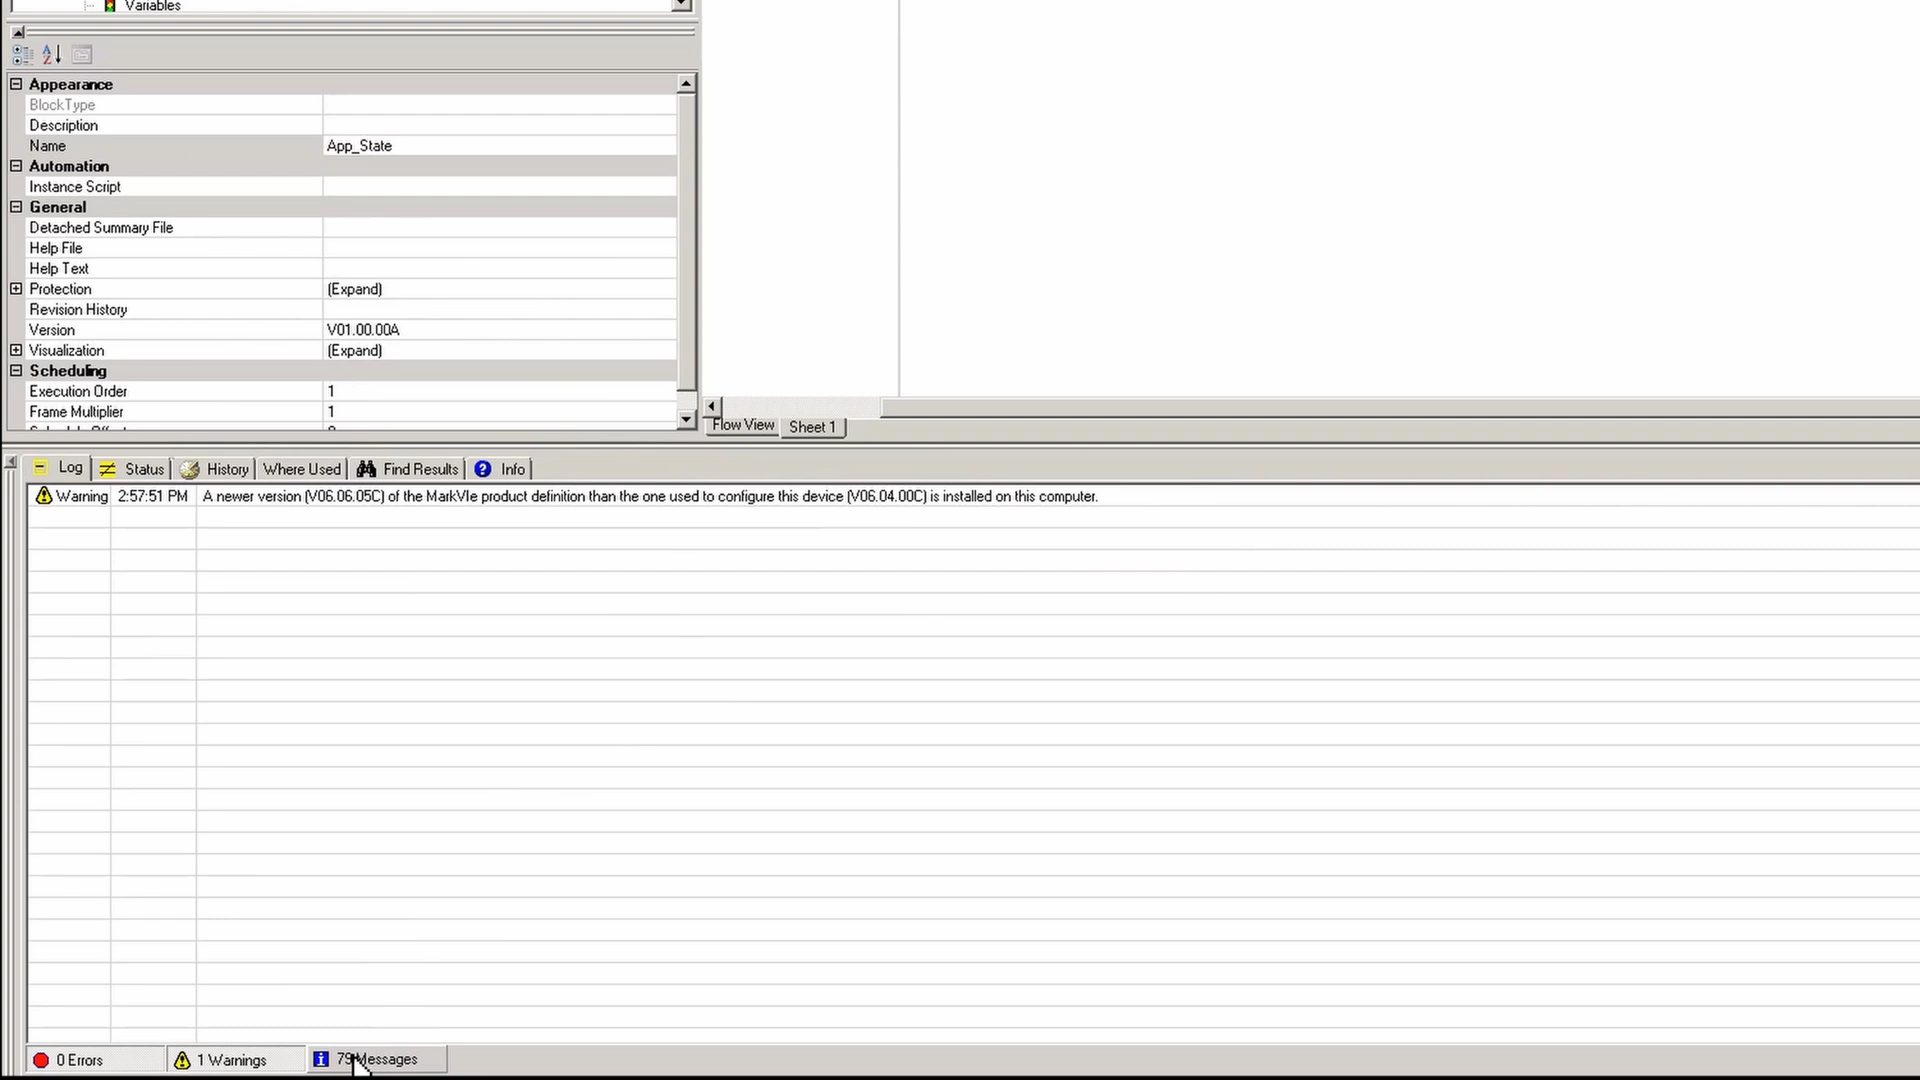 Variables
Appearance
BlockType
Description
Name App_State
Automation
Instance Script
General
Detached Summary File
Help File
Help Text
Protection (Expand)
Revision History
Version V01.00.00A
Visualization (Expand)
Scheduling
Execution Order 1
Frame Multiplier 1
Flow View Sheet 1
Log Status History Where Used Find Results Info
Warning 2:57:51 PM A newer version (V06.06.05C) of the MarkVIe product definition than the one used to configure this device (V06.04.00C) is installed on this computer.
0 Errors 1 Warnings Messages